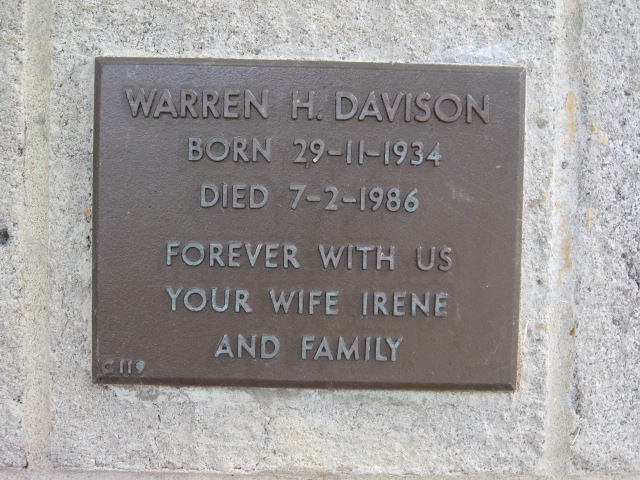 WARREN H. DAVISON
BORN 29-11-1934
DIED 7-2-1986
FOREVER WITH US
YOUR WIFE IRENE
AND FAMILY
C119